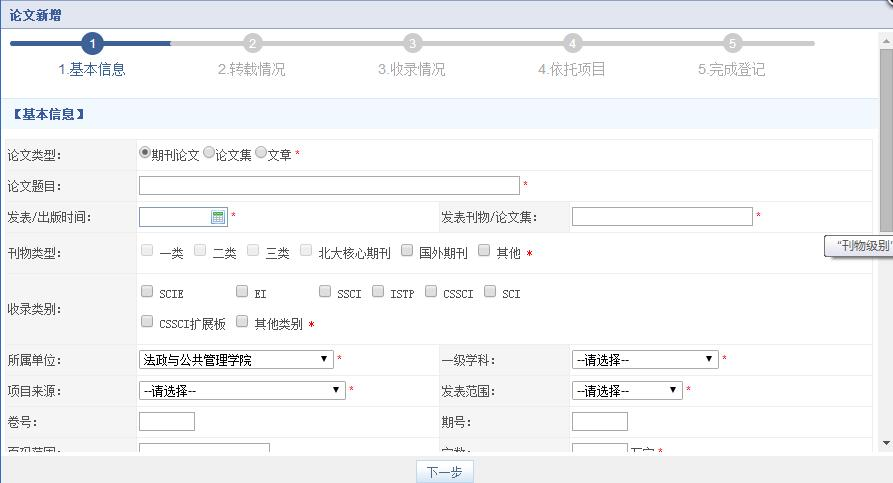 论文新增
1 2 3 4 5
1.基本信息 2.转载情况 3.收录情况 4.依托项目 5.完成登记
【基本信息】
论文类型： 期刊论文 论文集 文章 *
论文题目： *
发表/出版时间： * 发表刊物/论文集： *
刊物类型： 一类 二类 三类 北大核心期刊 国外期刊 其他 *
"刊物级别"
收录类别： SCIE EI SSCI ISTP CSSCI SCI
CSSCI扩展板 其他类别 *
所属单位： 法政与公共管理学院 * 一级学科： --请选择-- *
项目来源： --请选择-- * 发表范围： --请选择-- *
卷号： 期号：
页码范围： 字数： 万字 *
下一步